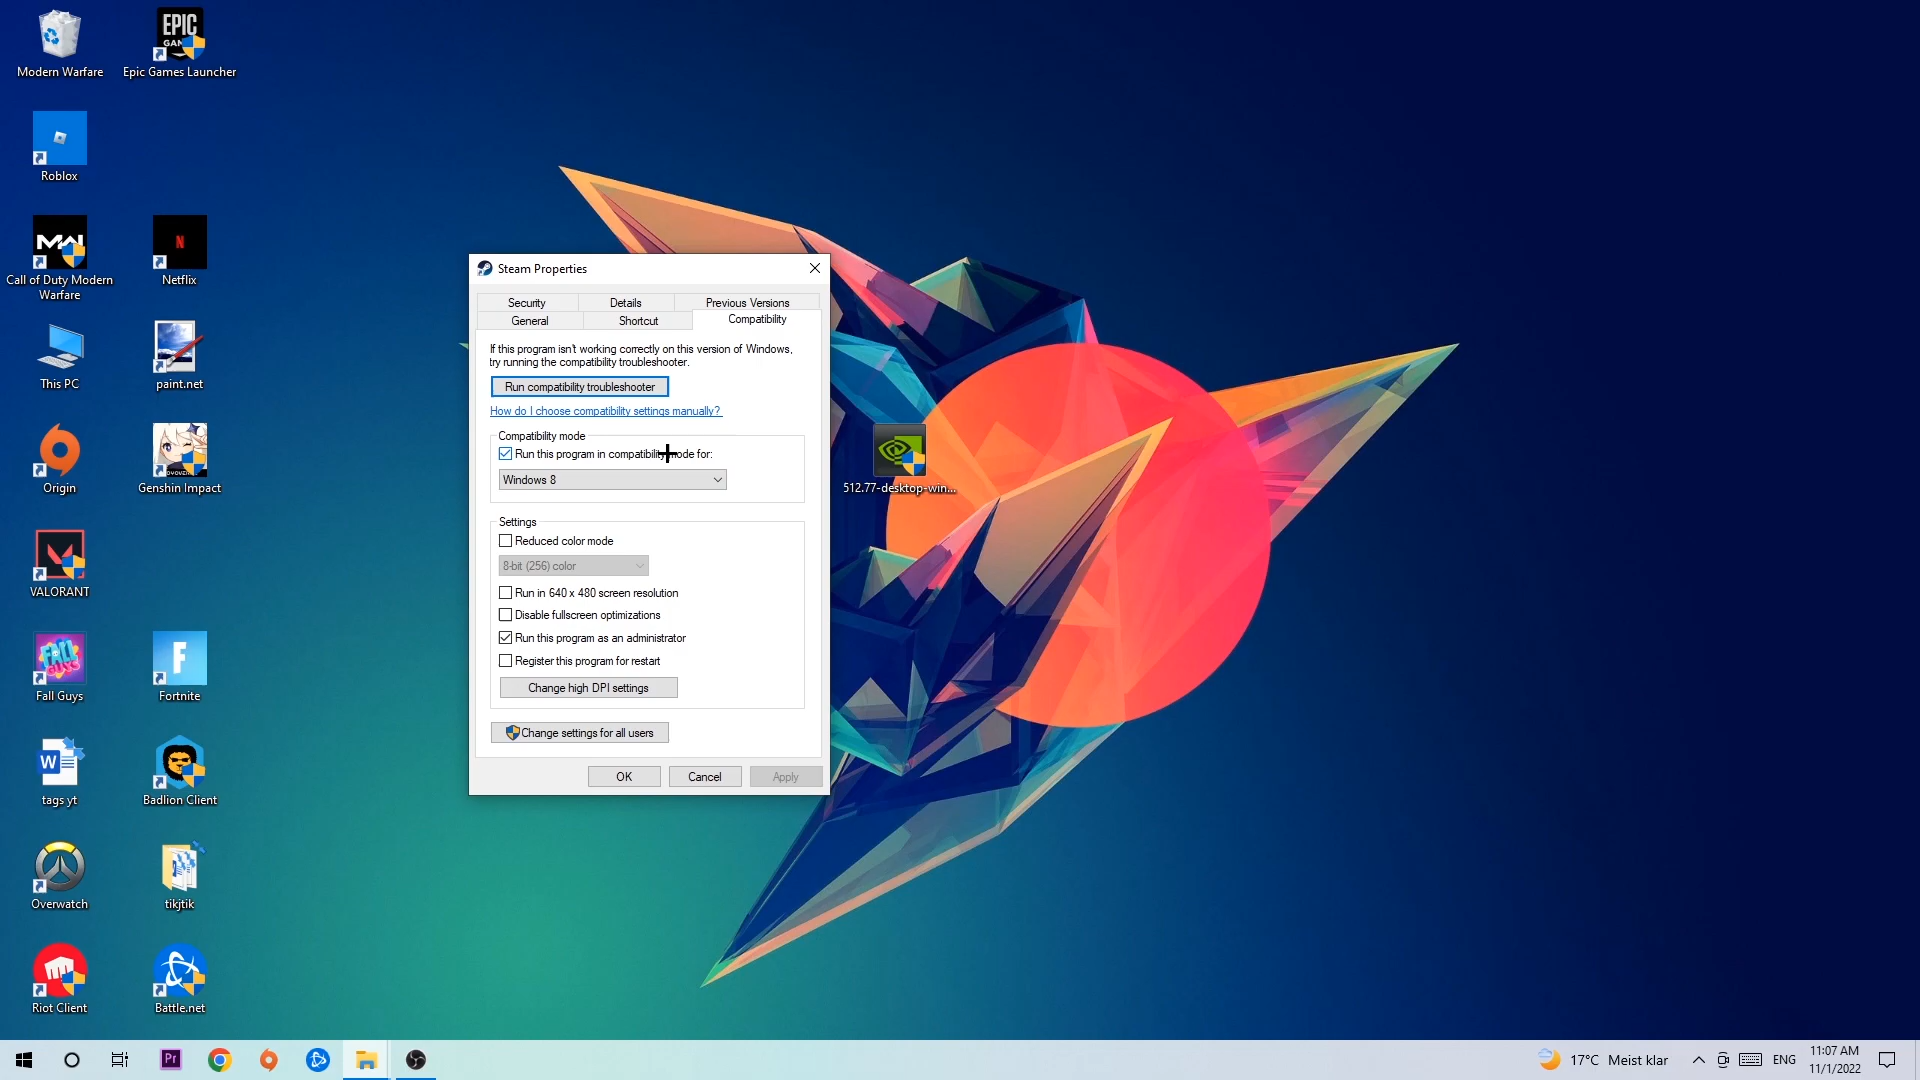 Modern Warfare
EPIC
GAMES
Epic Games Launcher
Roblox
MW
Call of Duty Modern
Warfare
N
Netflix
This PC
paint.net
Origin
Genshin Impact
VALORANT
FALL
Fall Guys
F
Fortnite
W
tags yt
Badlion Client
Overwatch
tikjtik
Riot Client
Battle.net
Steam Properties
Security
Details
Previous Versions
General
Shortcut
Compatibility
If this program isn't working correctly on this version of Windows,
try running the compatibility troubleshooter.
Run compatibility troubleshooter
How do I choose compatibility settings manually?
Compatibility mode
Run this program in compatibility mode for:
Windows 8
Settings
Reduced color mode
8-bit (256) color
Run in 640 x 480 screen resolution
Disable fullscreen optimizations
Run this program as an administrator
Register this program for restart
Change high DPI settings
Change settings for all users
OK
Cancel
Apply
512.77-desktop-win...
Pr
17°C Meist klar
ENG
11:07 AM
11/1/2022